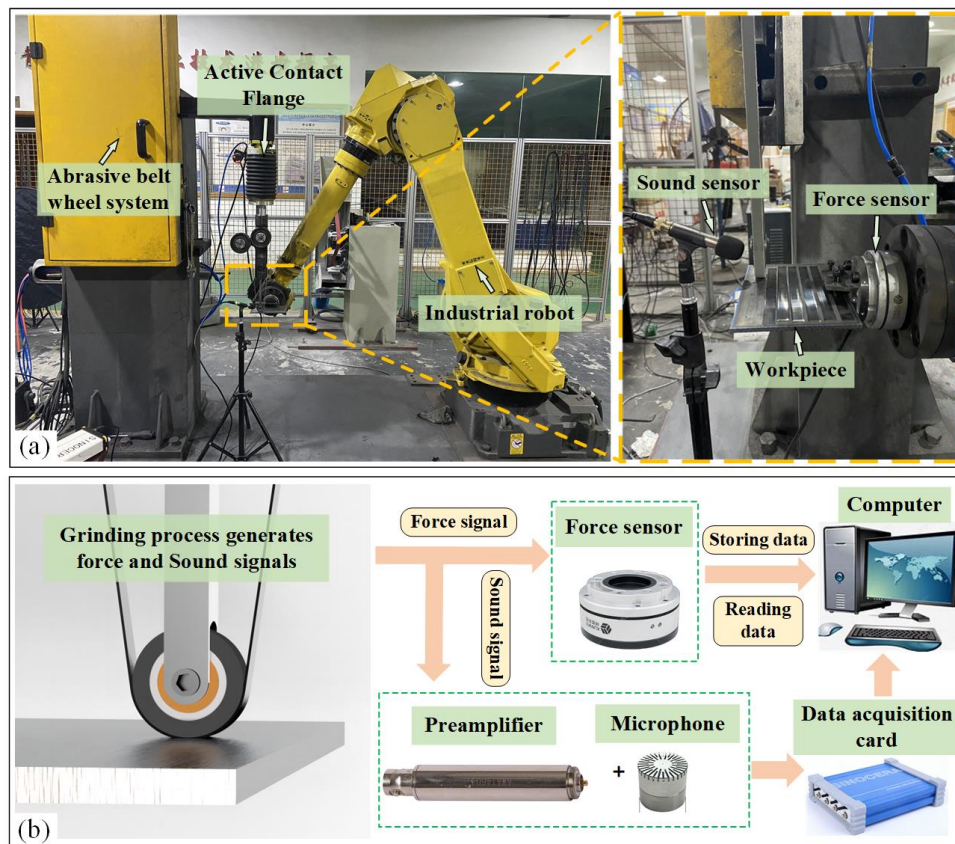 Active Contact
Flange
Abrasive belt
wheel system
Industrial robot
Sound sensor
Force sensor
Workpiece
(a)
Grinding process generates
force and Sound signals
Force signal
Sound signal
Force sensor
Storing data
Reading
data
Computer
Preamplifier
Microphone
+
Data acquisition
card
SINOCERA
(b)